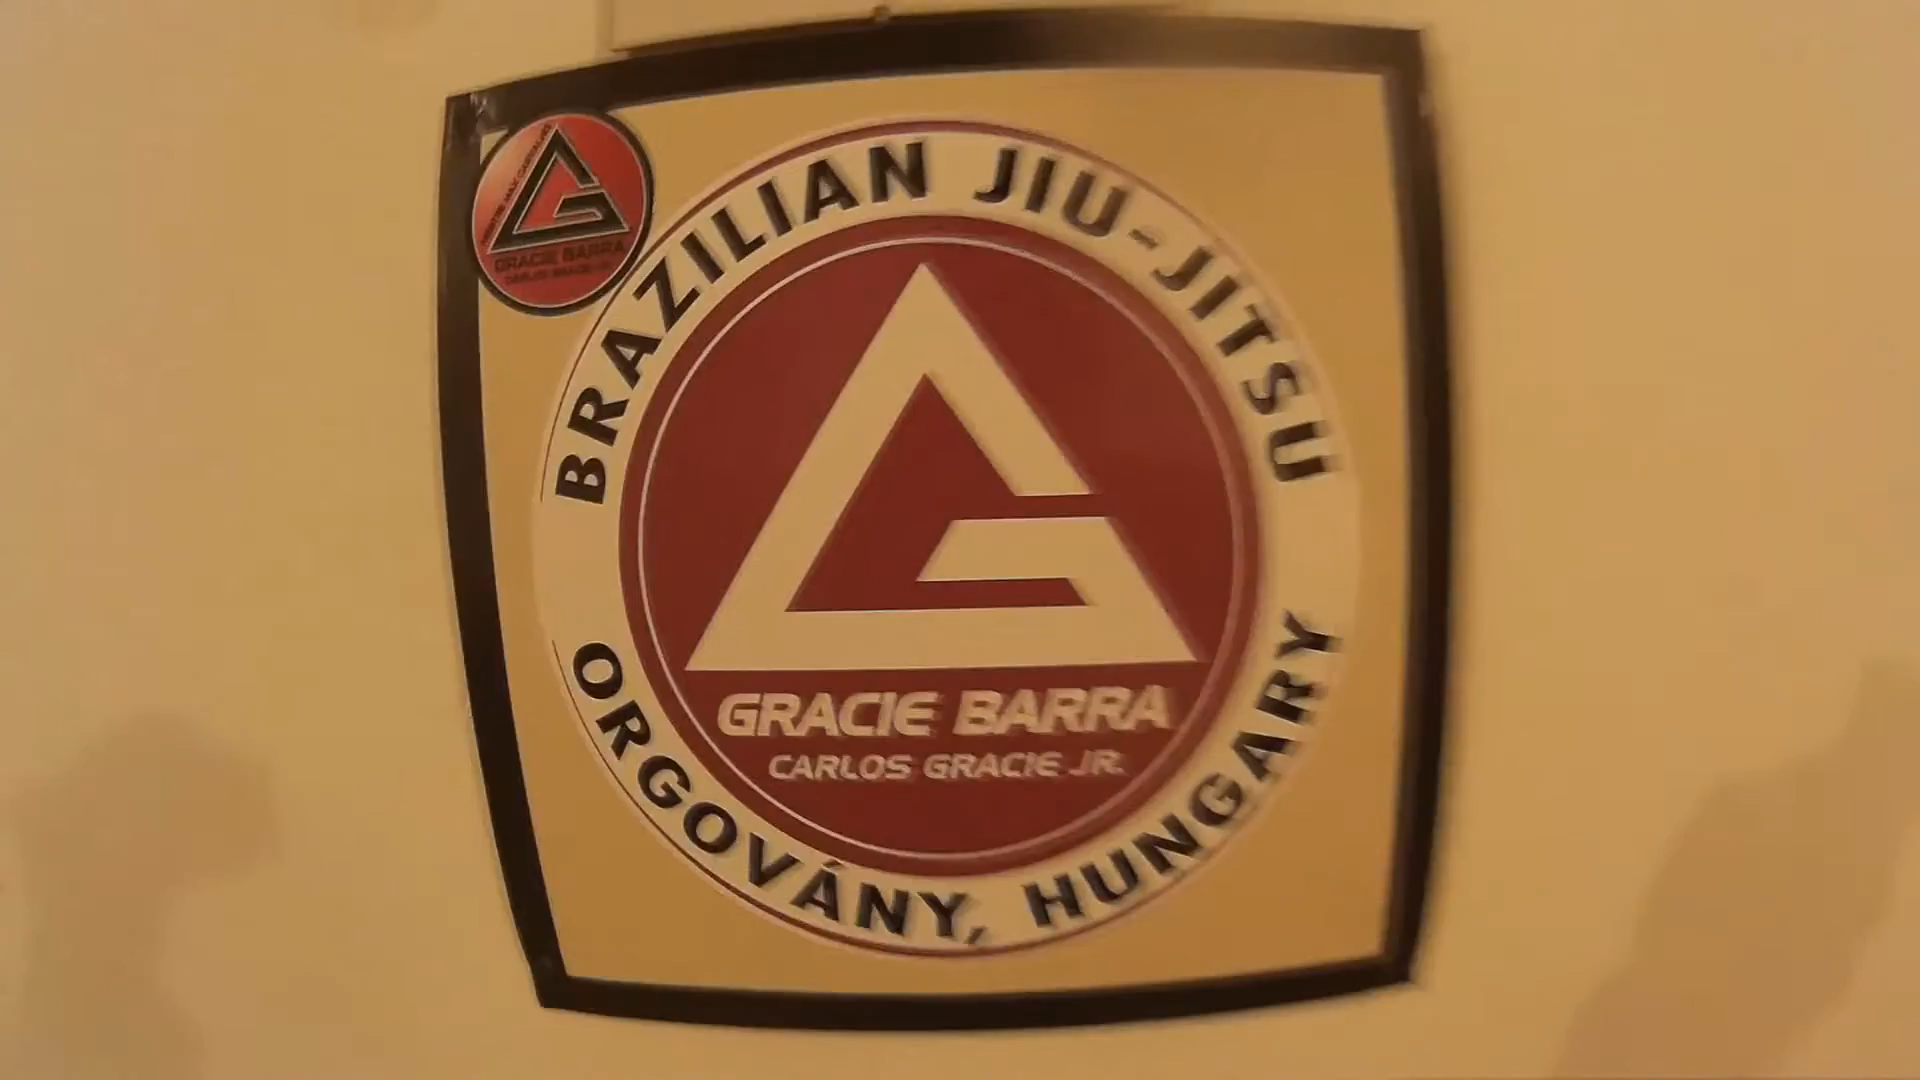 GRACIE BARRA
BRAZILIAN JIU-JITSU
GRACIE BARRA
CARLOS GRACIE JR.
ORGOVÁNY, HUNGARY